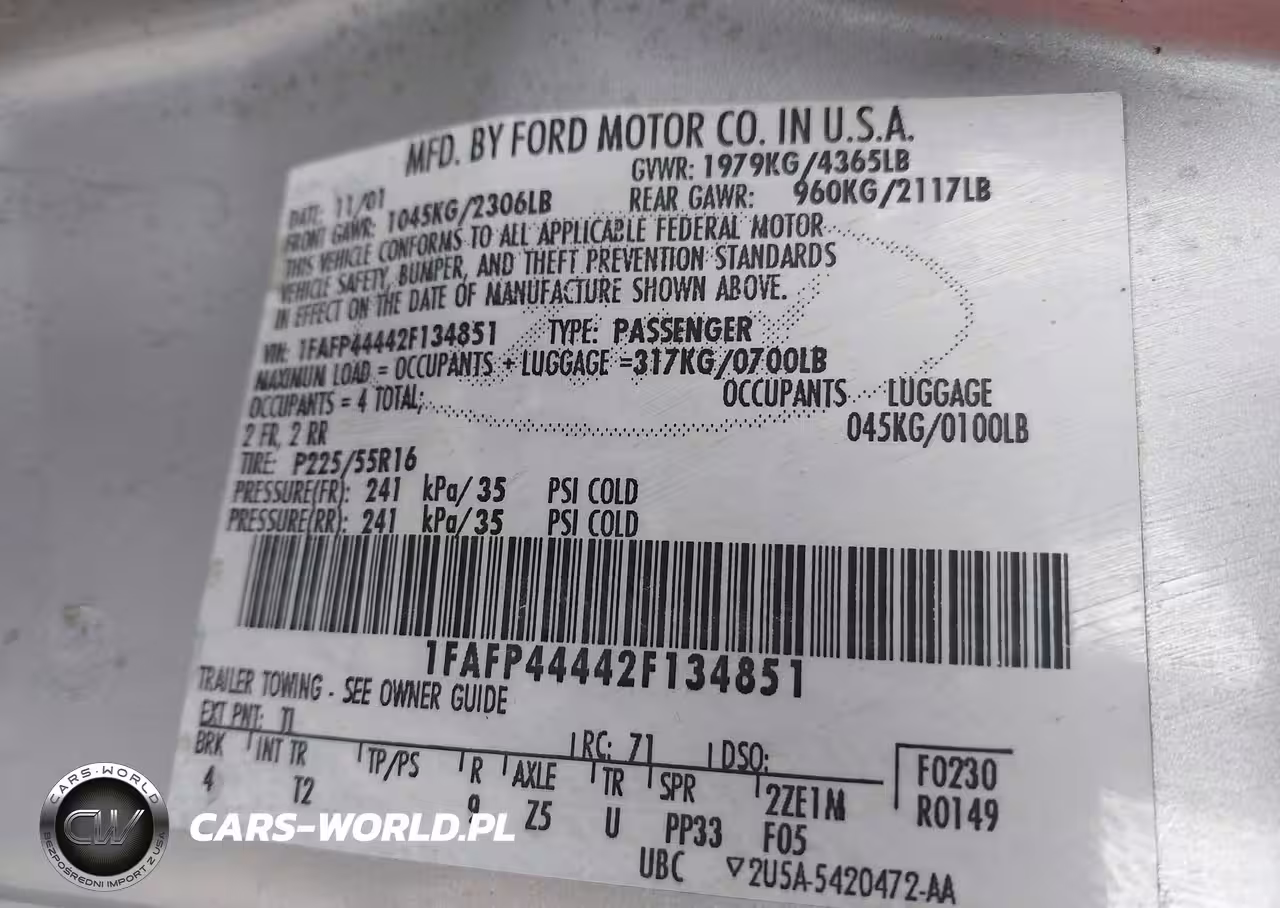 MFD. BY FORD MOTOR CO. IN U.S.A.
DATE: 11/01 GVWR: 1979KG/4365LB
FRONT GAWR: 1045KG/2306LB REAR GAWR: 960KG/2117LB
THIS VEHICLE CONFORMS TO ALL APPLICABLE FEDERAL MOTOR
VEHICLE SAFETY, BUMPER, AND THEFT PREVENTION STANDARDS
IN EFFECT ON THE DATE OF MANUFACTURE SHOWN ABOVE.
VIN: 1FAFP44442F134851 TYPE: PASSENGER
MAXIMUM LOAD = OCCUPANTS + LUGGAGE =317KG/0700LB
OCCUPANTS = 4 TOTAL; OCCUPANTS LUGGAGE
2 FR, 2 RR 045KG/0100LB
TIRE: P225/55R16
PRESSURE(FR): 241 kPa/35 PSI COLD
PRESSURE(RR): 241 kPa/35 PSI COLD
1FAFP44442F134851
TRAILER TOWING - SEE OWNER GUIDE
EXT PNT: TI RC: 71 DSO:
BRK INT TR TP/PS R AXLE TR SPR 2ZE1M F0230
4 T2 9 Z5 U PP33 F05 R0149
UBC ▽2U5A-5420472-AA
CARS-WORLD
CW
BEZPOŚREDNI IMPORT Z USA
CARS-WORLD.PL